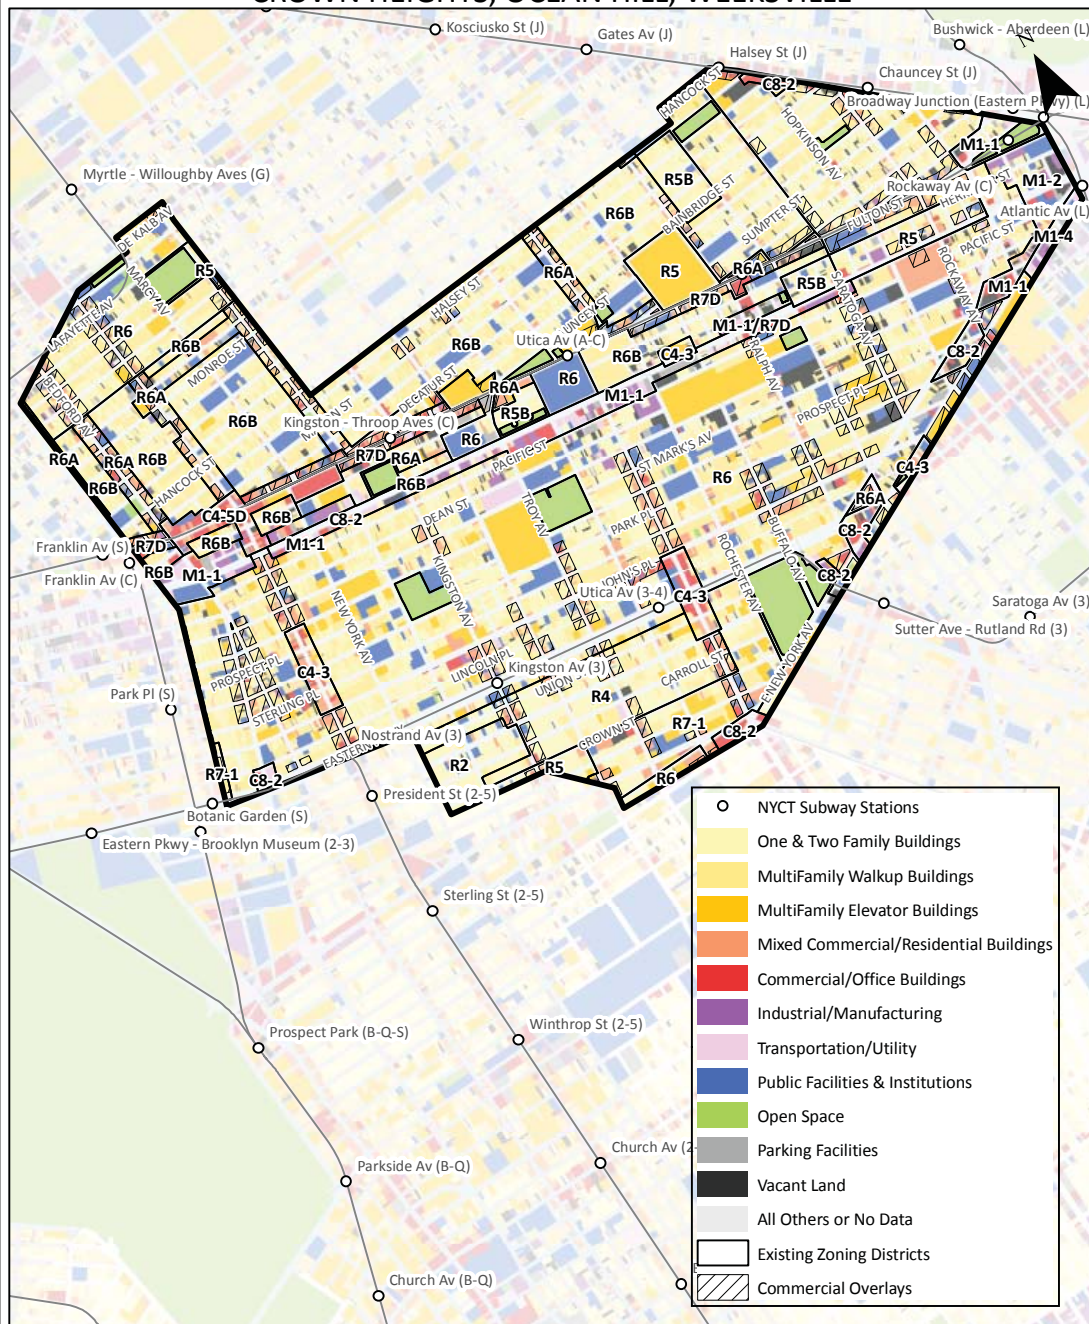 CROWN HEIGHTS, OCEAN HILL, WEEKSVILLE
Kosciusko St (J)
Gates Av (J)
Bushwick - Aberdeen (L)
Halsey St (J)
Chauncey St (J)
Broadway Junction (Eastern Pkwy) (L)
N
C8-2
HANCOCK ST
HOPKINSON AV
M1-1
M1-2
Myrtle - Willoughby Aves (G)
R5B
BAINBRIDGE ST
Rockaway Av (C)
Atlantic Av (L)
DE KALB AV
R6B
SUMPTER ST
FULTON ST
R5
PACIFIC ST
M1-4
MARCY AV
R5
R6A
R5
R6A
R5B
SARATOGA AV
ROCKAWAY AV
M1-1
LAFAYETTE AV
R6
HALSEY ST
R7D
M1-1/R7D
R6B
MONROE ST
R6B
Utica Av (A-C)
R6B
C4-3
RALPH AV
C8-2
BEDFORD AV
R6A
R6B
DECATUR ST
R6A
R6
M1-1
PROSPECT PL
R5B
Kingston - Throop Aves (C)
R6
R6A
R6A
R6B
R7D
R6A
PACIFIC ST
ST MARK'S AV
R6B
HANCOCK ST
R6B
R6
C4-3
C4-5D
R6B
C8-2
DEAN ST
TROY AV
PARK PL
R6A
C8-2
Franklin Av (S)
R7D
R6B
M1-1
KINGSTON AV
ROCHESTER AV
BUFFALO AV
Franklin Av (C)
R6B
M1-1
C8-2
NEW YORK AV
Utica Av (3-4)
C4-3
Saratoga Av (3)
Sutter Ave - Rutland Rd (3)
E NEW YORK AV
PROSPECT PL
C4-3
LINCOLN PL
Kingston Av (3)
CARROLL ST
Park Pl (S)
STERLING PL
R4
Nostrand Av (3)
CROWN ST
R7-1
C8-2
R7-1
C8-2
R2
R5
R6
President St (2-5)
Botanic Garden (S)
Eastern Pkwy - Brooklyn Museum (2-3)
Sterling St (2-5)
Winthrop St (2-5)
Prospect Park (B-Q-S)
Parkside Av (B-Q)
Church Av (2-
Church Av (B-Q)
NYCT Subway Stations
One & Two Family Buildings
MultiFamily Walkup Buildings
MultiFamily Elevator Buildings
Mixed Commercial/Residential Buildings
Commercial/Office Buildings
Industrial/Manufacturing
Transportation/Utility
Public Facilities & Institutions
Open Space
Parking Facilities
Vacant Land
All Others or No Data
Existing Zoning Districts
Commercial Overlays